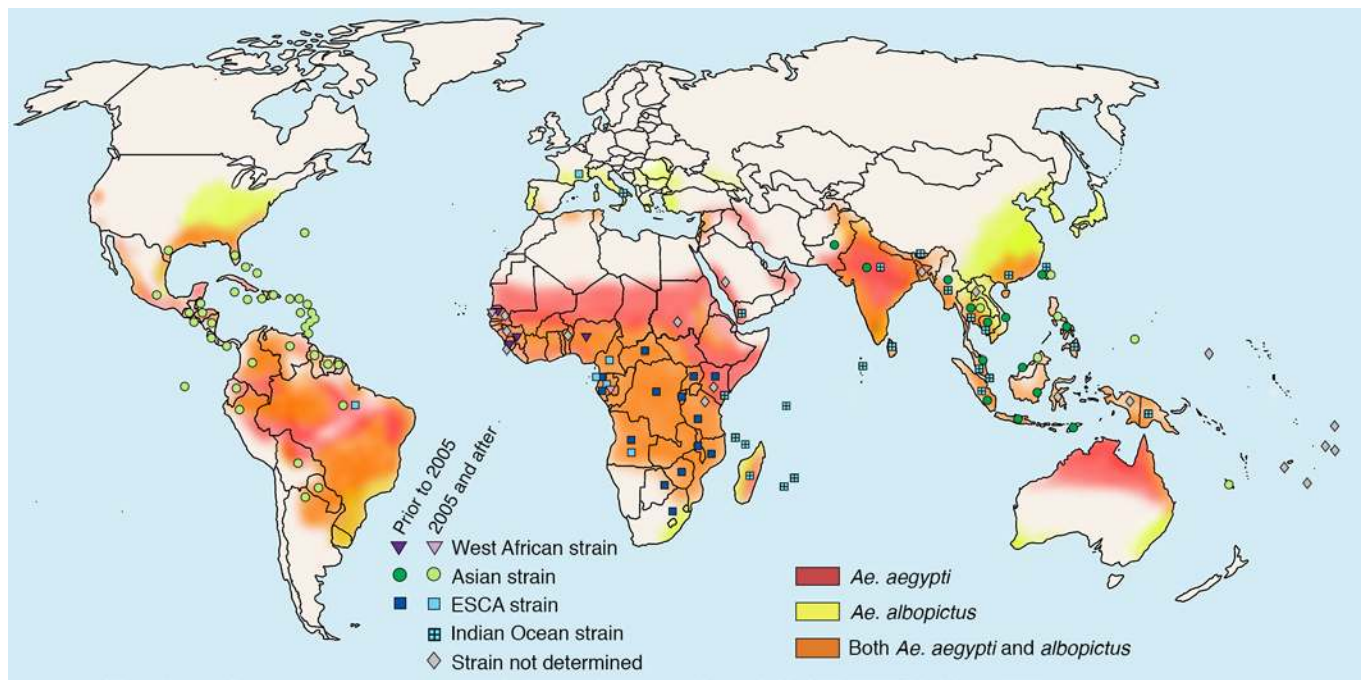 Prior to 2005
2005 and after
West African strain
Asian strain
ESCA strain
Indian Ocean strain
Strain not determined
Ae. aegypti
Ae. albopictus
Both Ae. aegypti and albopictus